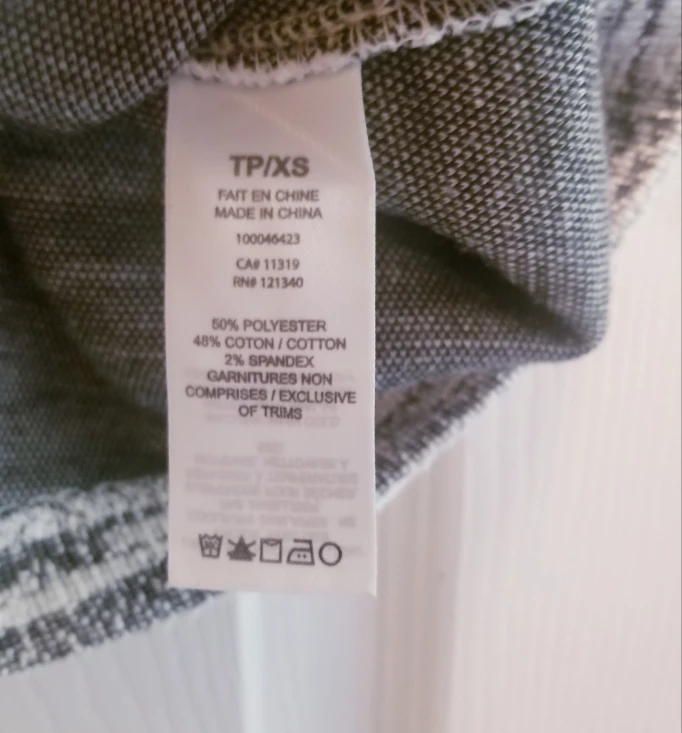 TP/XS
FAIT EN CHINE
MADE IN CHINA
100046423
CA# 11319
RN# 121340
50% POLYESTER
48% COTON / COTTON
2% SPANDEX
GARNITURES NON
COMPRISES / EXCLUSIVE
OF TRIMS